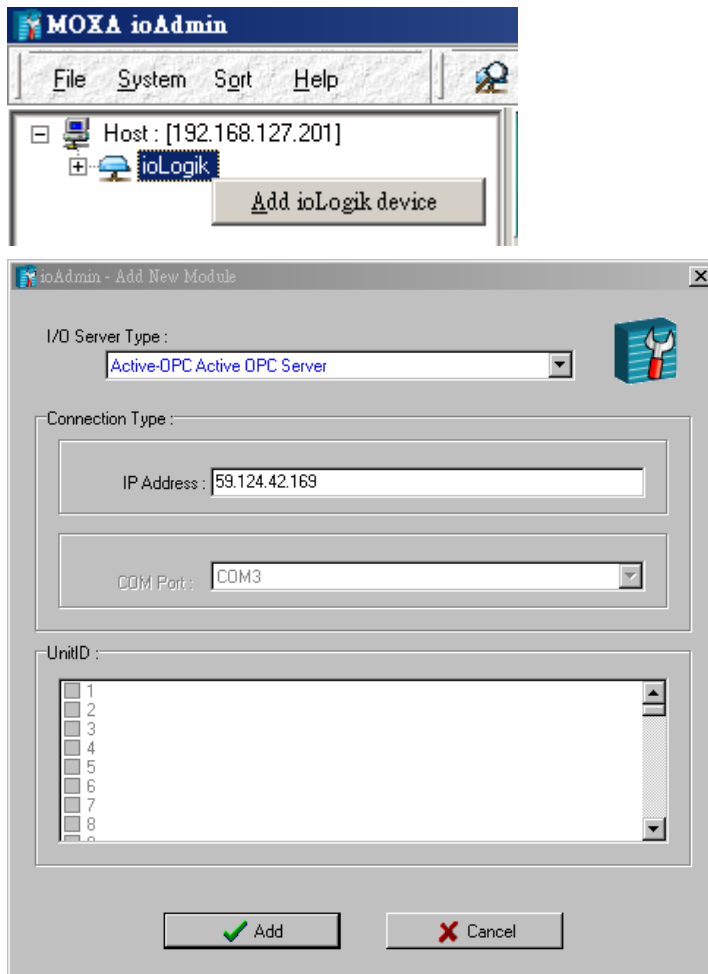 MOXA ioAdmin
File System Sort Help
Host : [192.168.127.201]
ioLogik
Add ioLogik device
ioAdmin - Add New Module
I/O Server Type :
Active-OPC Active OPC Server
Connection Type :
IP Address : 59.124.42.169
COM Port : COM3
UnitID :
1
2
3
4
5
6
7
8
Add Cancel